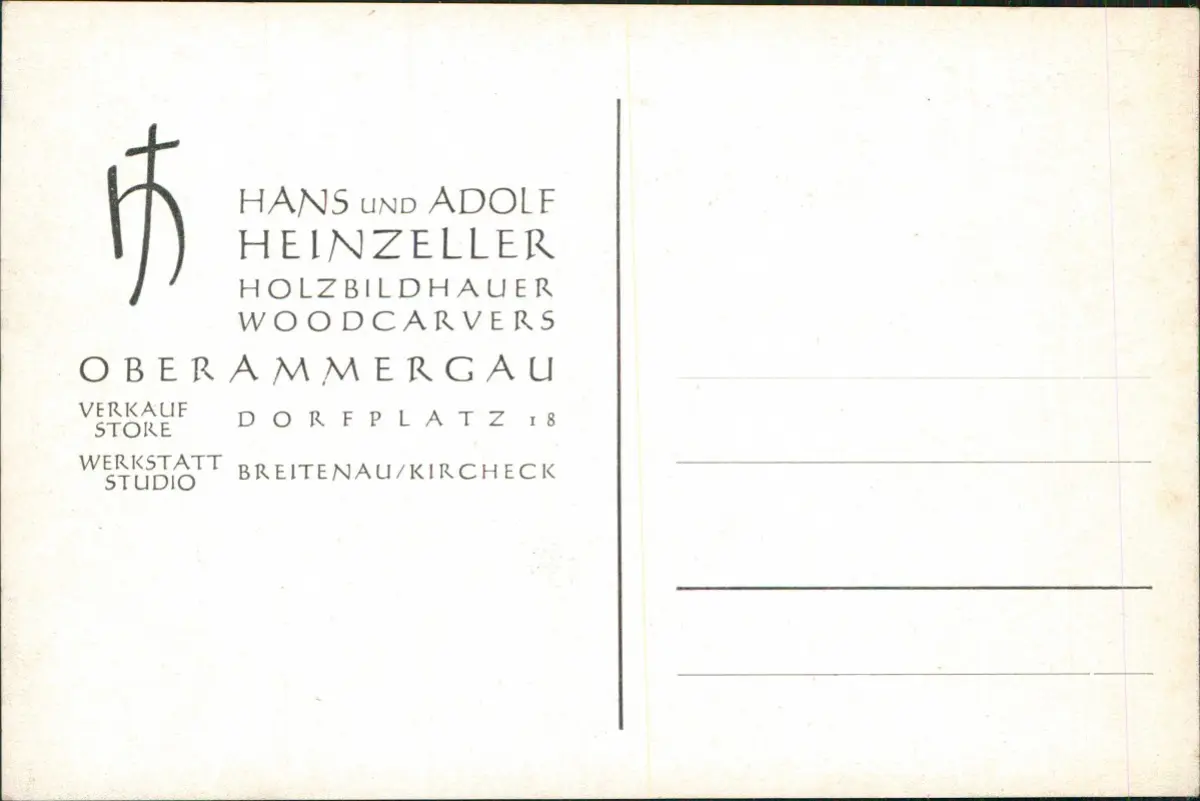 HANS UND ADOLF
HEINZELLER
HOLZBILDHAUER
WOODCARVERS
OBERAMMERGAU
VERKAUF
STORE
DORFPLATZ 18
WERKSTATT
STUDIO
BREITENAU/KIRCHECK